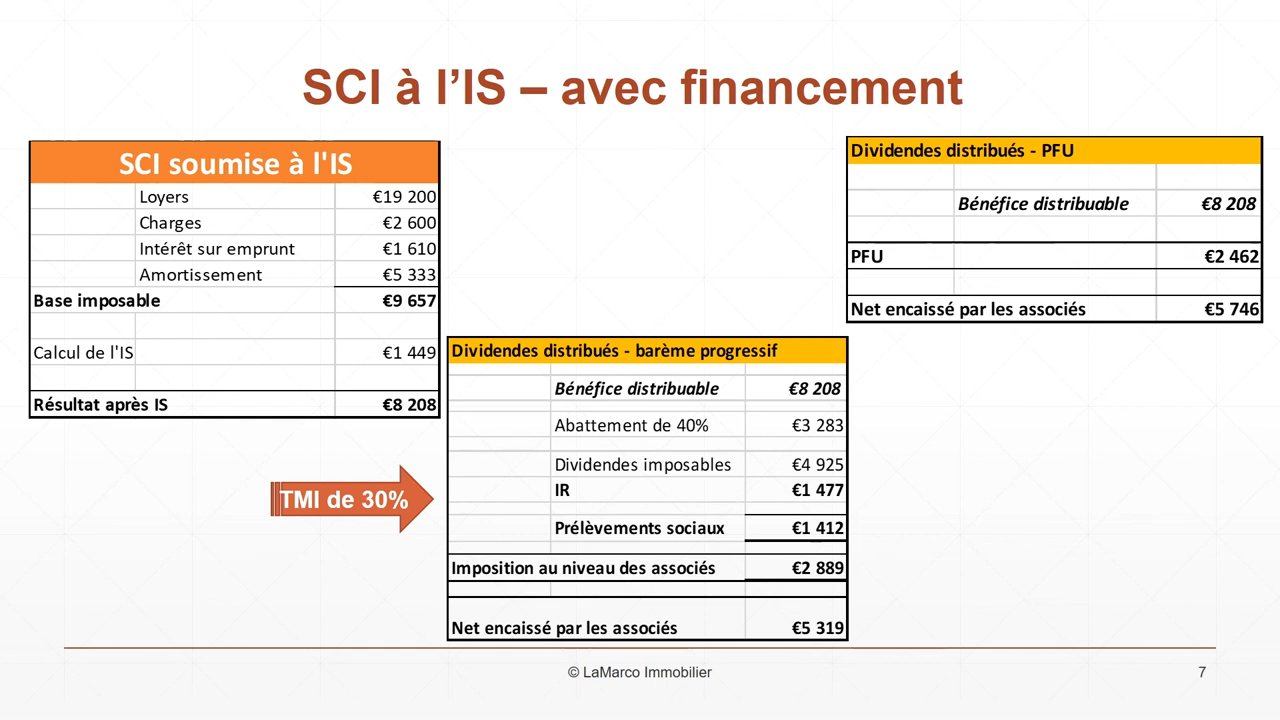 SCI à l’IS – avec financement
SCI soumise à l'IS
Loyers €19 200
Charges €2 600
Intérêt sur emprunt €1 610
Amortissement €5 333
Base imposable €9 657
Calcul de l'IS €1 449
Résultat après IS €8 208
TMI de 30%
Dividendes distribués - barème progressif
Bénéfice distribuable €8 208
Abattement de 40% €3 283
Dividendes imposables €4 925
IR €1 477
Prélèvements sociaux €1 412
Imposition au niveau des associés €2 889
Net encaissé par les associés €5 319
Dividendes distribués - PFU
Bénéfice distribuable €8 208
PFU €2 462
Net encaissé par les associés €5 746
© LaMarco Immobilier
7